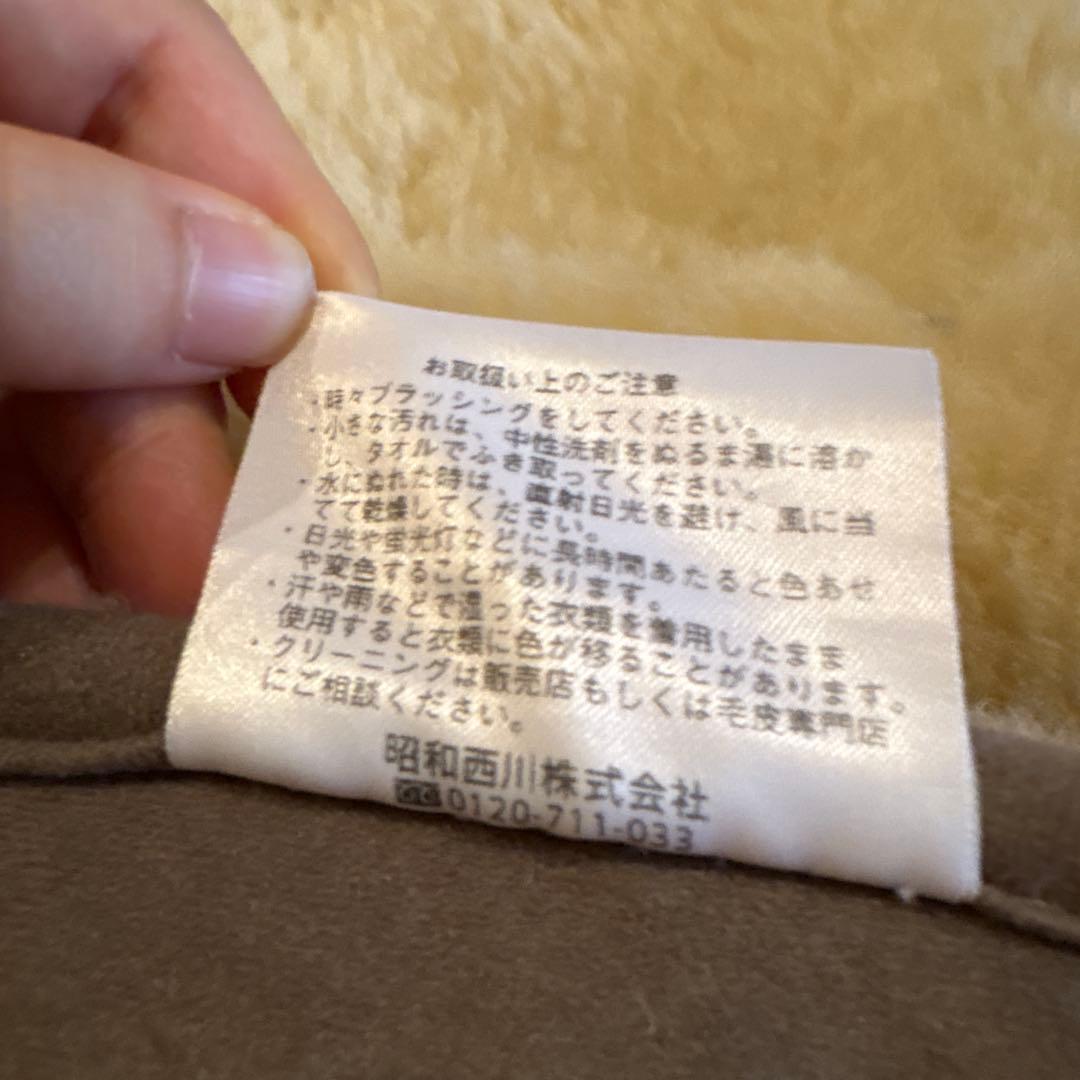 お取扱い上のご注意
・時々ブラッシングをしてください。
・小さな汚れは、中性洗剤をぬるま湯に溶か
し、タオルでふき取ってください。
・水にぬれた時は、直射日光を避け、風に当
てて乾燥してください。
・日光や蛍光灯などに長時間あたると色あせ
や変色することがあります。
・汗や雨などで湿った衣類を着用したまま
使用すると衣類に色が移ることがあります。
・クリーニングは販売店もしくは毛皮専門店
にご相談ください。
昭和西川株式会社
0120-711-033